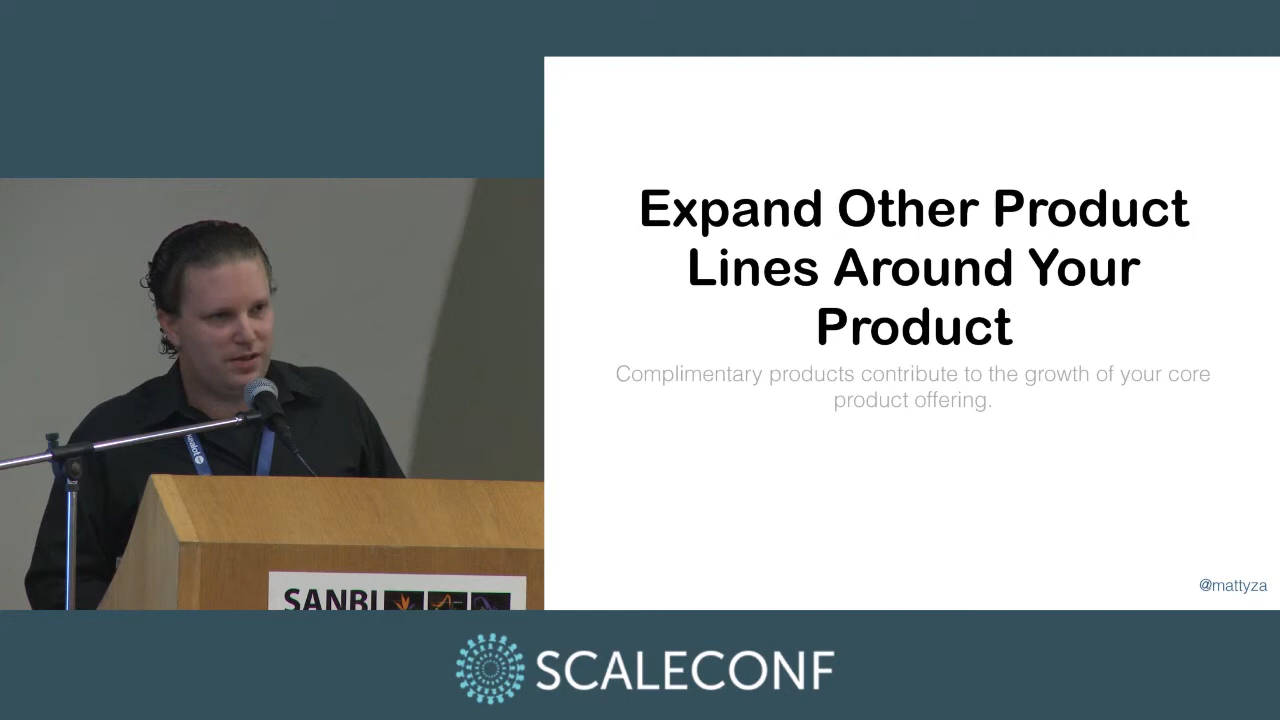 Expand Other Product
Lines Around Your
Product
Complimentary products contribute to the growth of your core
product offering.
@mattyza
SANBI
SCALECONF